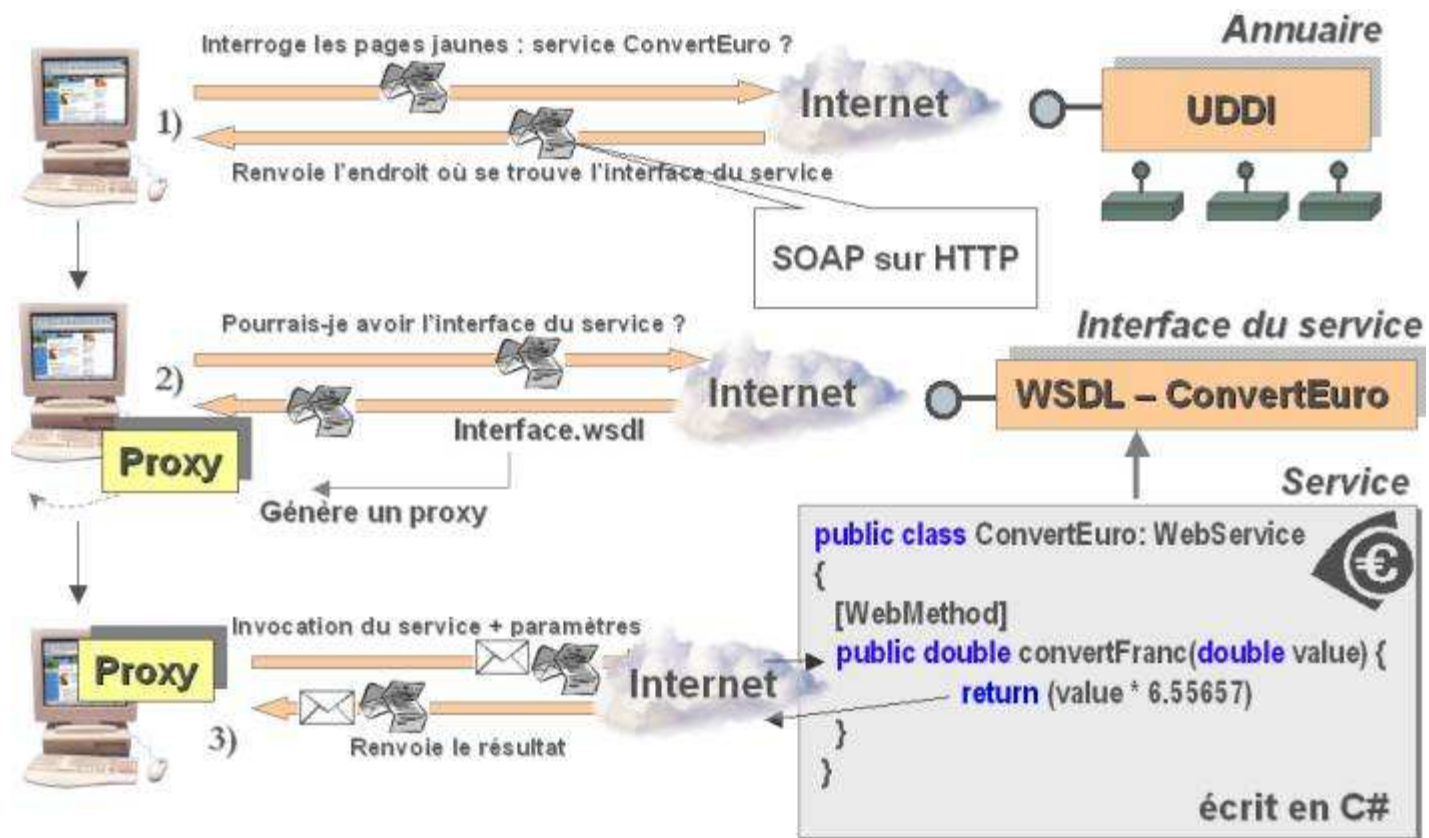 Interroge les pages jaunes : service ConvertEuro ?
Annuaire
1)
Internet
UDDI
Renvoie l'endroit où se trouve l'interface du service
SOAP sur HTTP
Pourrais-je avoir l'interface du service ?
Interface du service
2)
Internet
WSDL – ConvertEuro
Interface.wsdl
Proxy
Génère un proxy
Service
public class ConvertEuro: WebService
{
[WebMethod]
public double convertFranc(double value) {
return (value * 6.55657)
}
}
écrit en C#
€
Invocation du service + paramètres
Proxy
Internet
3)
Renvoie le résultat